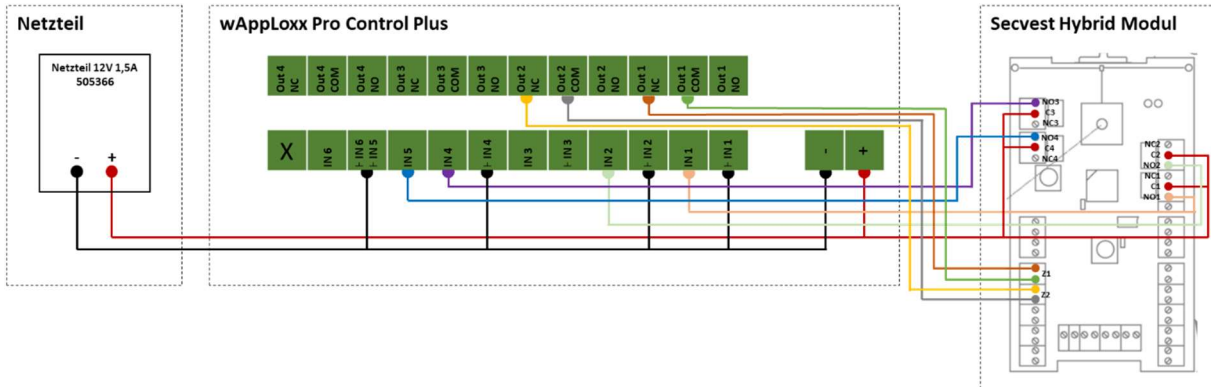 Netzteil
wAppLoxx Pro Control Plus
Secvest Hybrid Modul
Netzteil 12V 1,5A
505366
-
+
Out 4 NC
Out 4 COM
Out 4 NO
Out 3 NC
Out 3 COM
Out 3 NO
Out 2 NC
Out 2 COM
Out 2 NO
Out 1 NC
Out 1 COM
Out 1 NO
X
IN 6
⊢ IN 6 ⊢ IN 5
IN 5
IN 4
⊢ IN 4
IN 3
⊢ IN 3
IN 2
⊢ IN 2
IN 1
⊢ IN 1
-
+
NO3
C3
NC3
NO4
C4
NC4
NC2
C2
NO2
NC1
C1
NO1
Z1
Z2